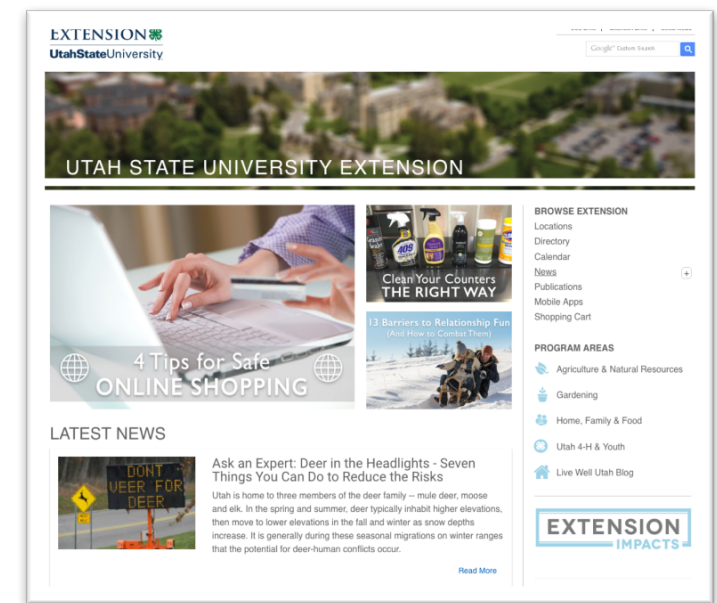 EXTENSION
UtahStateUniversity
Google™ Custom Search
UTAH STATE UNIVERSITY EXTENSION
4 Tips for Safe
ONLINE SHOPPING
409
Clean Your Counters
THE RIGHT WAY
13 Barriers to Relationship Fun
(And How to Combat Them)
BROWSE EXTENSION
Locations
Directory
Calendar
News
+
Publications
Mobile Apps
Shopping Cart
PROGRAM AREAS
Agriculture & Natural Resources
Gardening
Home, Family & Food
Utah 4-H & Youth
Live Well Utah Blog
EXTENSION
IMPACTS
LATEST NEWS
DONT
VEER FOR
DEER
Ask an Expert: Deer in the Headlights - Seven
Things You Can Do to Reduce the Risks
Utah is home to three members of the deer family -- mule deer, moose
and elk. In the spring and summer, deer typically inhabit higher elevations,
then move to lower elevations in the fall and winter as snow depths
increase. It is generally during these seasonal migrations on winter ranges
that the potential for deer-human conflicts occur.
Read More